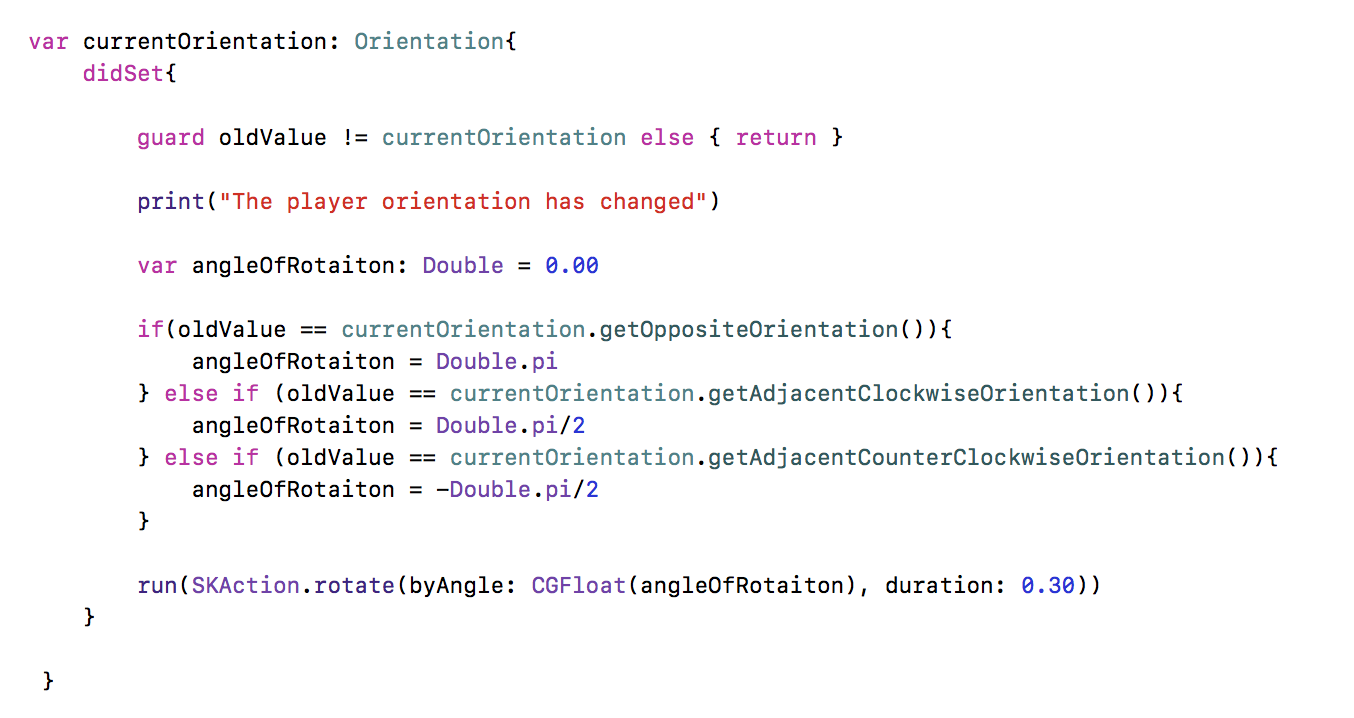 var currentOrientation: Orientation{
    didSet{
        guard oldValue != currentOrientation else { return }
        print("The player orientation has changed")
        var angleOfRotaiton: Double = 0.00
        if(oldValue == currentOrientation.getOppositeOrientation()){
            angleOfRotaiton = Double.pi
        } else if (oldValue == currentOrientation.getAdjacentClockwiseOrientation()){
            angleOfRotaiton = Double.pi/2
        } else if (oldValue == currentOrientation.getAdjacentCounterClockwiseOrientation()){
            angleOfRotaiton = -Double.pi/2
        }
        run(SKAction.rotate(byAngle: CGFloat(angleOfRotaiton), duration: 0.30))
    }
 }